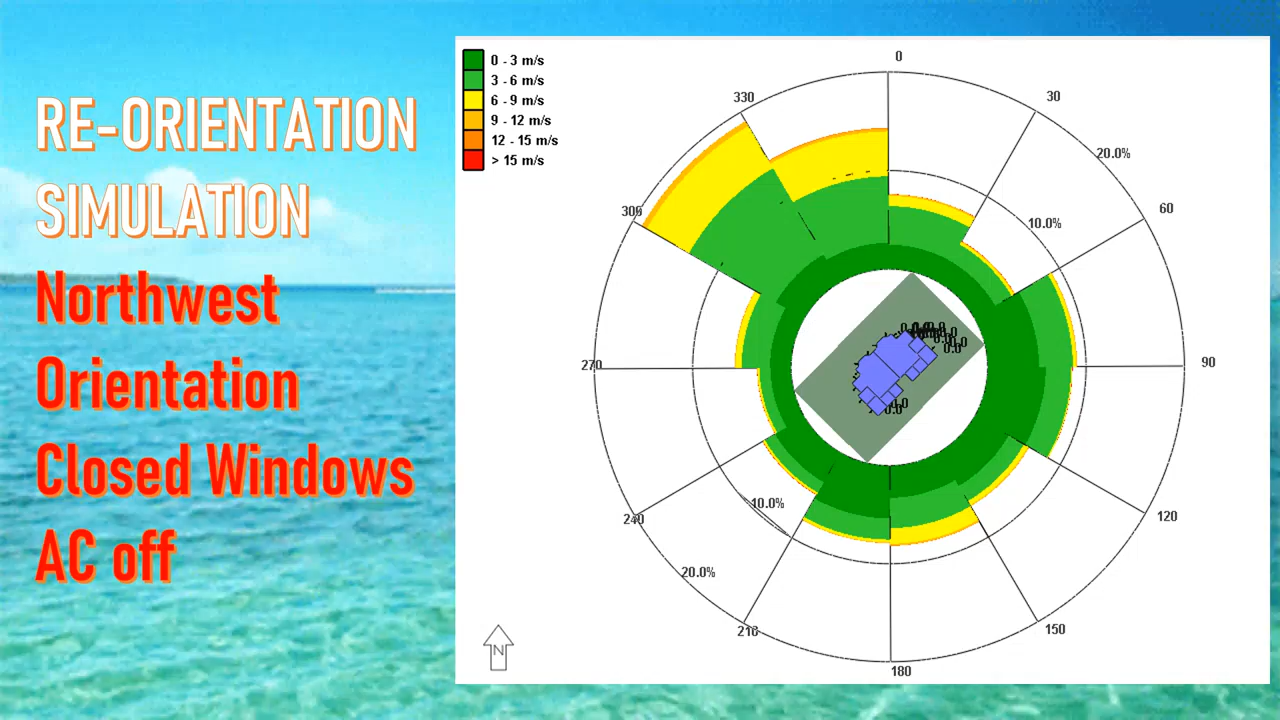 RE-ORIENTATION
SIMULATION
Northwest
Orientation
Closed Windows
AC off
0 - 3 m/s
3 - 6 m/s
6 - 9 m/s
9 - 12 m/s
12 - 15 m/s
> 15 m/s
0
330
30
20.0%
300
60
10.0%
270
90
10.0%
240
120
20.0%
210
150
180
N